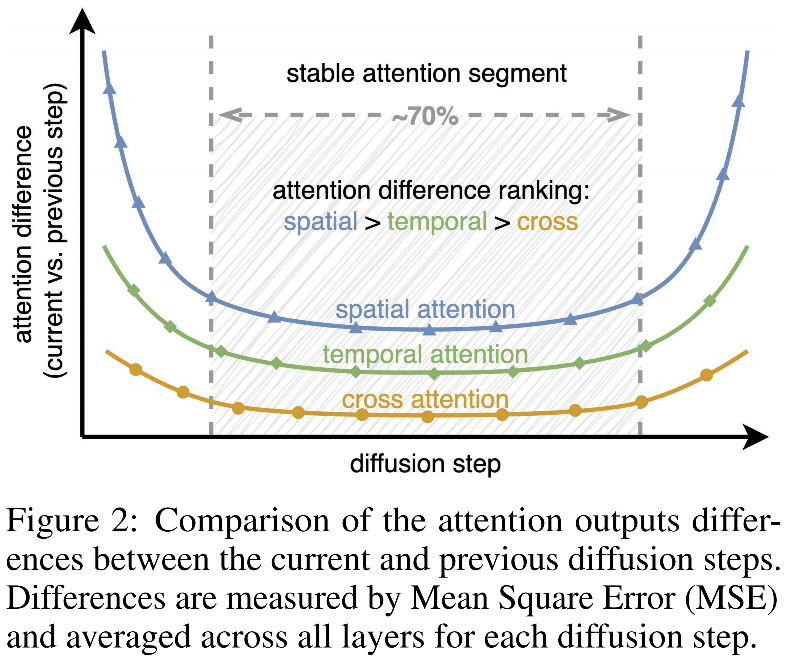 stable attention segment
~70%
attention difference ranking:
spatial > temporal > cross
attention difference
(current vs. previous step)
spatial attention
temporal attention
cross attention
diffusion step
Figure 2: Comparison of the attention outputs differ-
ences between the current and previous diffusion steps.
Differences are measured by Mean Square Error (MSE)
and averaged across all layers for each diffusion step.